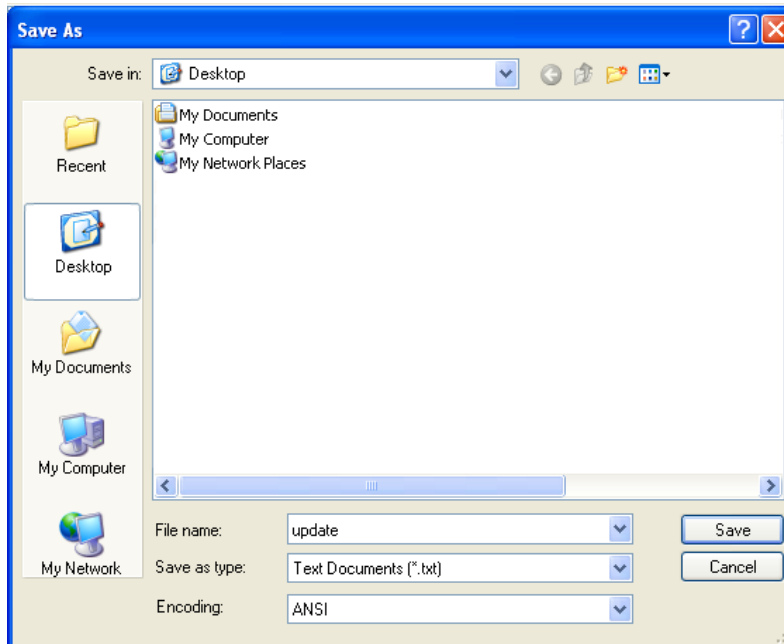 Save As
Save in: Desktop
My Documents
My Computer
My Network Places
Recent
Desktop
My Documents
My Computer
My Network
File name: update
Save as type: Text Documents (*.txt)
Encoding: ANSI
Save
Cancel